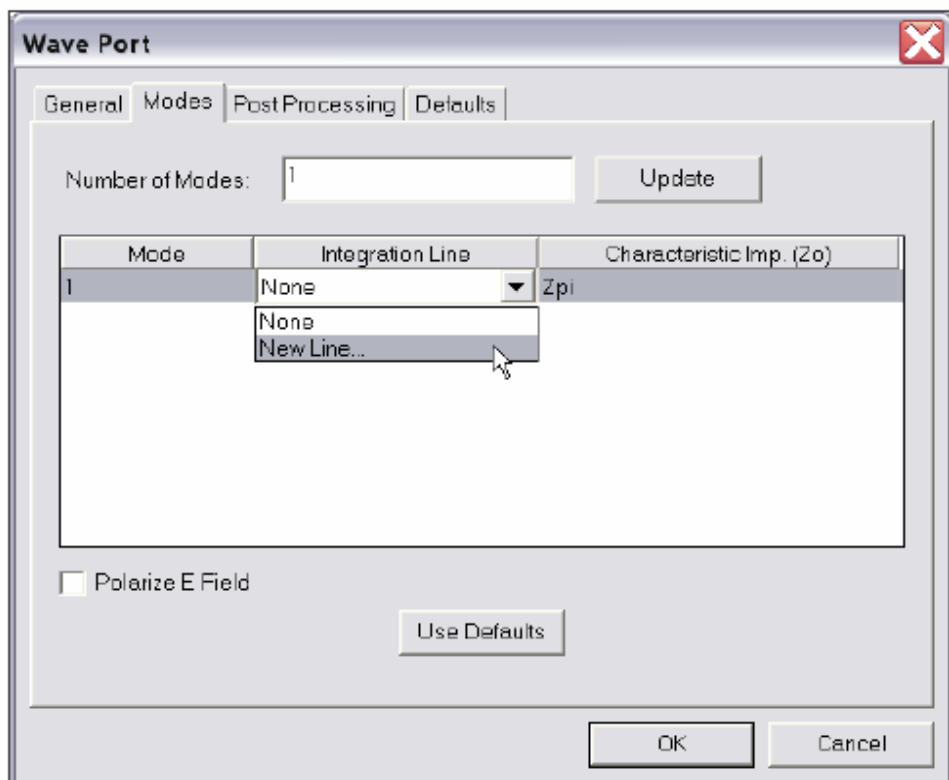 Wave Port
General Modes Post Processing Defaults
Number of Modes: 1 Update
Mode Integration Line Characteristic Imp. (Zo)
1 None Zpi
None
New Line...
Polarize E Field
Use Defaults
OK Cancel